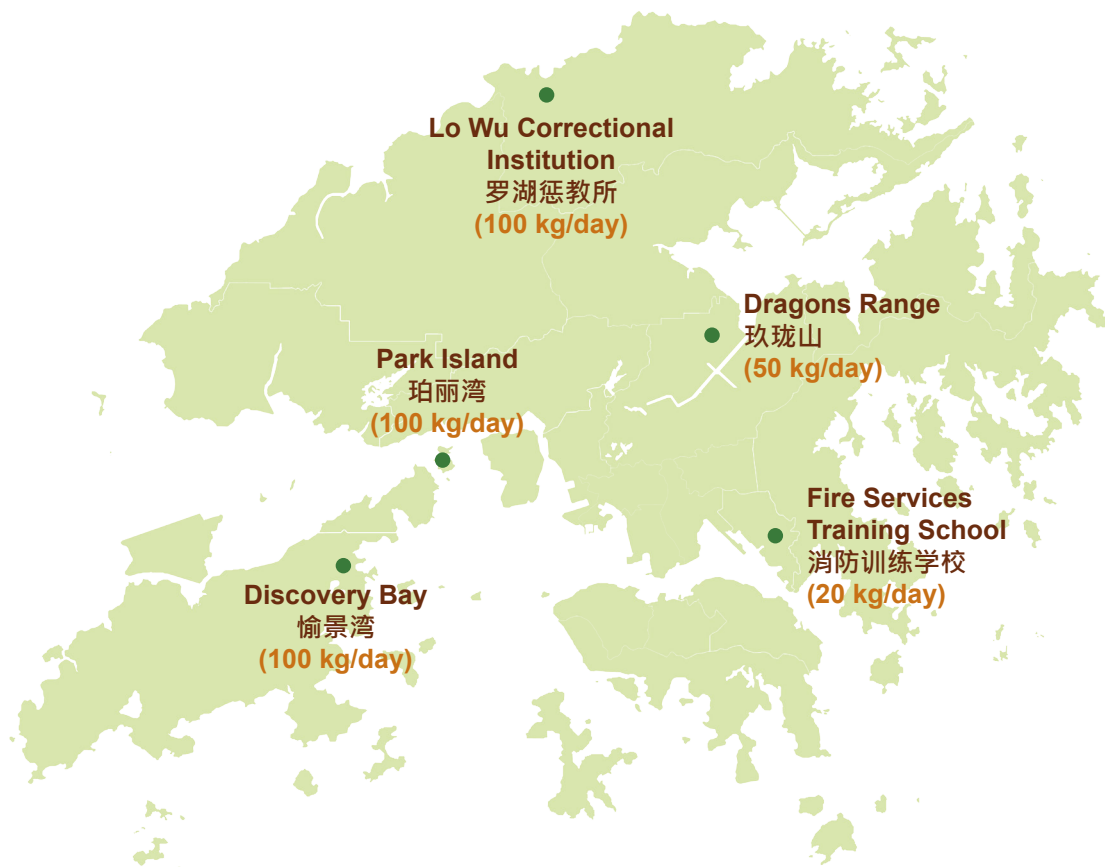 Lo Wu Correctional
Institution
罗湖惩教所
(100 kg/day)
Dragons Range
玖珑山
(50 kg/day)
Park Island
珀丽湾
(100 kg/day)
Fire Services
Training School
消防训练学校
(20 kg/day)
Discovery Bay
愉景湾
(100 kg/day)